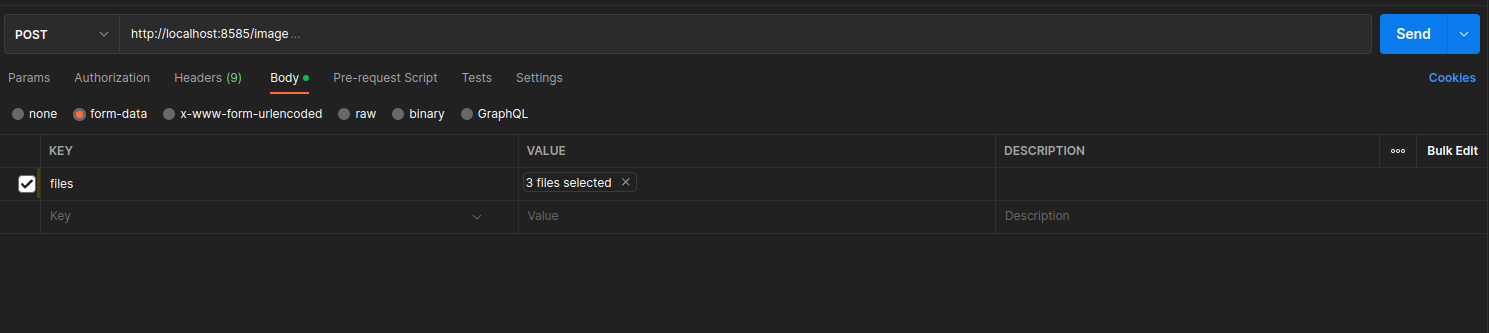 POST http://localhost:8585/image ... Send
Params Authorization Headers (9) Body Pre-request Script Tests Settings Cookies
none form-data x-www-form-urlencoded raw binary GraphQL
KEY VALUE DESCRIPTION ooo Bulk Edit
files 3 files selected
Key Value Description